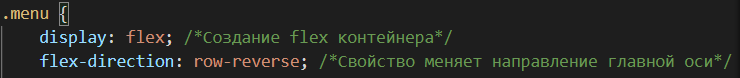 .menu {
display: flex; /*Создание flex контейнера*/
flex-direction: row-reverse; /*Свойство меняет направление главной оси*/